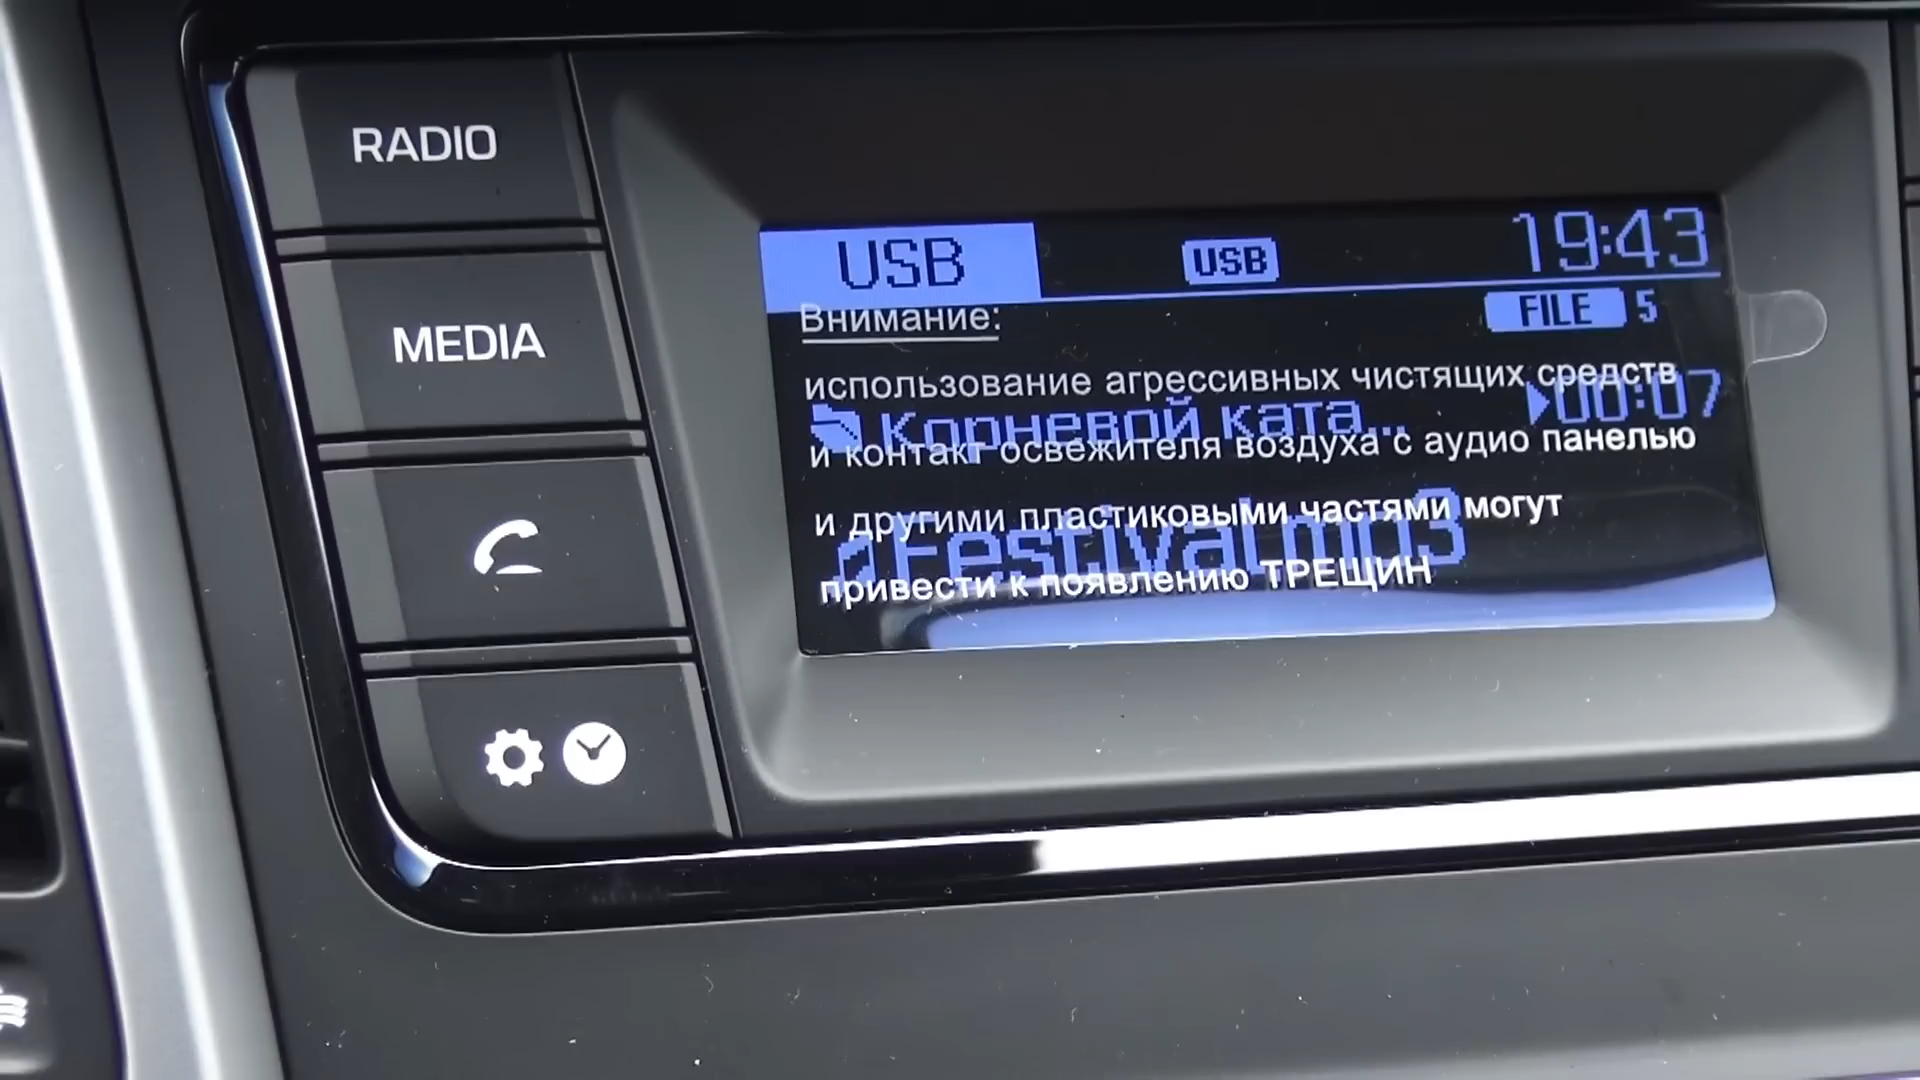 RADIO
MEDIA
USB
USB
19:43
FILE 5
Внимание:
использование агрессивных чистящих средств
Корневой ката...
00:07
и контакт освежителя воздуха с аудио панелью
и другими пластиковыми частями могут
Festival.mp3
привести к появлению ТРЕЩИН